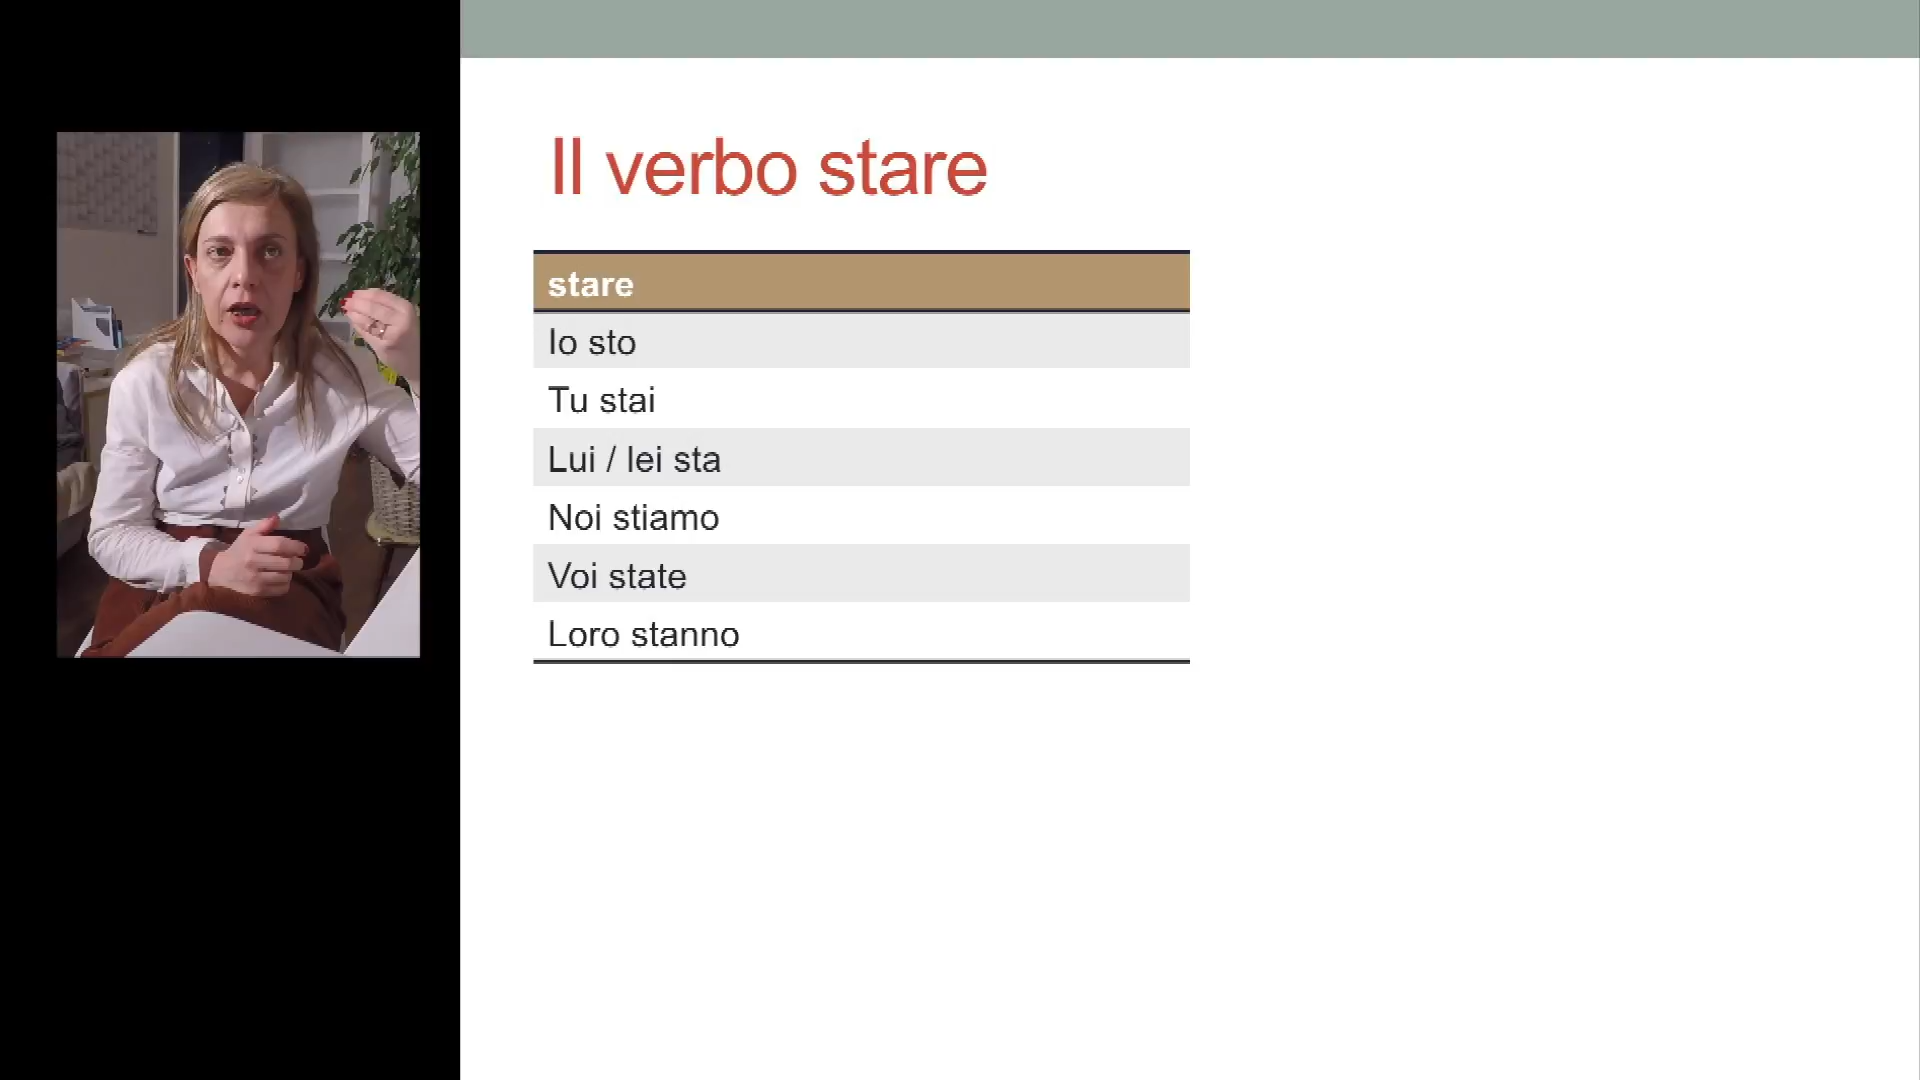 Il verbo stare
stare
Io sto
Tu stai
Lui / lei sta
Noi stiamo
Voi state
Loro stanno